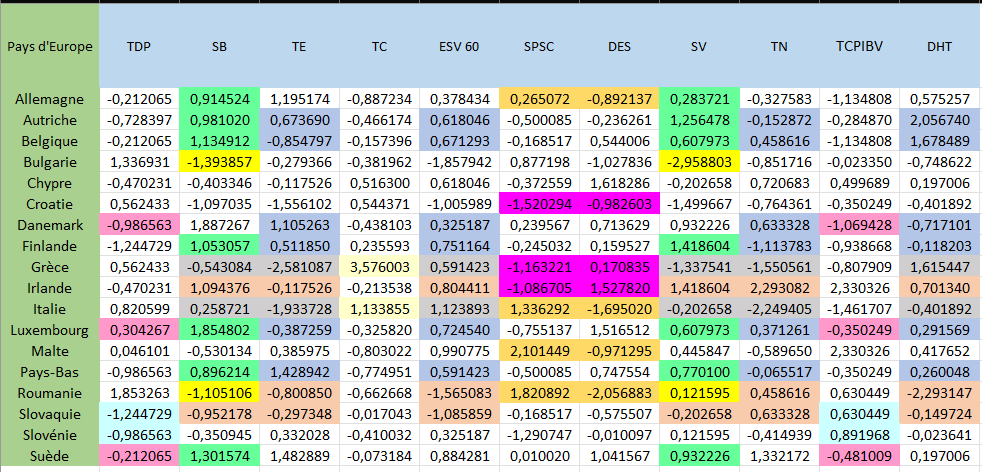 Pays d'Europe TDP SB TE TC ESV 60 SPSC DES SV TN TCPIBV DHT
Allemagne -0,212065 0,914524 1,195174 -0,887234 0,378434 0,265072 -0,892137 0,283721 -0,327583 -1,134808 0,575257
Autriche -0,728397 0,981020 0,673690 -0,466174 0,618046 -0,500085 -0,236261 1,256478 -0,152872 -0,284870 2,056740
Belgique -0,212065 1,134912 -0,854797 -0,157396 0,671293 -0,168517 0,544006 0,607973 0,458616 -1,134808 1,678489
Bulgarie 1,336931 -1,393857 -0,279366 -0,381962 -1,857942 0,877198 -1,027836 -2,958803 -0,851716 -0,023350 -0,748622
Chypre -0,470231 -0,403346 -0,117526 0,516300 0,618046 -0,372559 1,618286 -0,202658 0,720683 0,499689 0,197006
Croatie 0,562433 -1,097035 -1,556102 0,544371 -1,005989 -1,520294 -0,982603 -1,499667 -0,764361 -0,350249 -0,401892
Danemark -0,986563 1,887267 1,105263 -0,438103 0,325187 0,239567 0,713629 0,932226 0,633328 -1,069428 -0,717101
Finlande -1,244729 1,053057 0,511850 0,235593 0,751164 -0,245032 0,159527 1,418604 -1,113783 -0,938668 -0,118203
Grèce 0,562433 -0,543084 -2,581087 3,576003 0,591423 -1,163221 0,170835 -1,337541 -1,550561 -0,807909 1,615447
Irlande -0,470231 1,094376 -0,117526 -0,213538 0,804411 -1,086705 1,527820 1,418604 2,293082 2,330326 0,701340
Italie 0,820599 0,258721 -1,933728 1,133855 1,123893 1,336292 -1,695020 -0,202658 -2,249405 -1,461707 -0,401892
Luxembourg 0,304267 1,854802 -0,387259 -0,325820 0,724540 -0,755137 1,516512 0,607973 0,371261 -0,350249 0,291569
Malte 0,046101 -0,530134 0,385975 -0,803022 0,990775 2,101449 -0,971295 0,445847 -0,589650 2,330326 0,417652
Pays-Bas -0,986563 0,896214 1,428942 -0,774951 0,591423 -0,500085 0,747554 0,770100 -0,065517 -0,350249 0,260048
Roumanie 1,853263 -1,105106 -0,800850 -0,662668 -1,565083 1,820892 -2,056883 0,121595 0,458616 0,630449 -2,293147
Slovaquie -1,244729 -0,952178 -0,297348 -0,017043 -1,085859 -0,168517 -0,575507 -0,202658 0,633328 0,630449 -0,149724
Slovénie -0,986563 -0,350945 0,332028 -0,410032 0,325187 -1,290747 -0,010097 0,121595 -0,414939 0,891968 -0,023641
Suède -0,212065 1,301574 1,482889 -0,073184 0,884281 0,010020 1,041567 0,932226 1,332172 -0,481009 0,197006